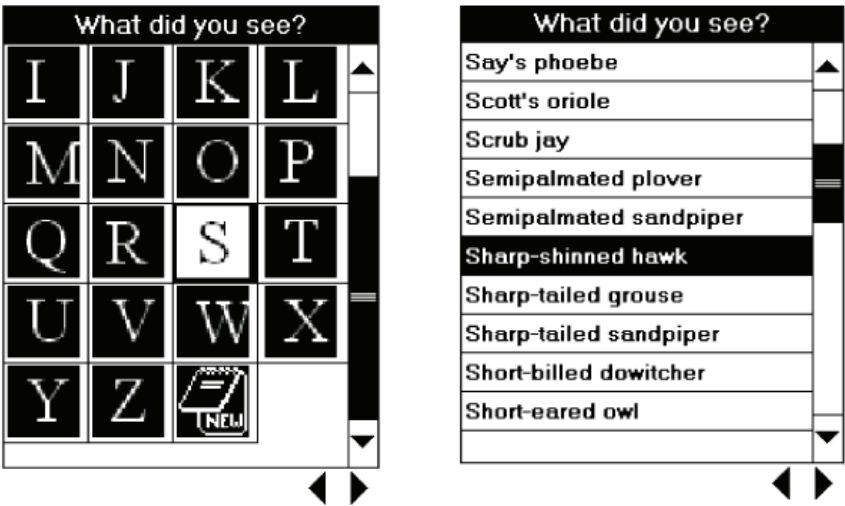 What did you see?
I J K L
M N O P
Q R S T
U V W X
Y Z NEW
What did you see?
Say's phoebe
Scott's oriole
Scrub jay
Semipalmated plover
Semipalmated sandpiper
Sharp-shinned hawk
Sharp-tailed grouse
Sharp-tailed sandpiper
Short-billed dowitcher
Short-eared owl